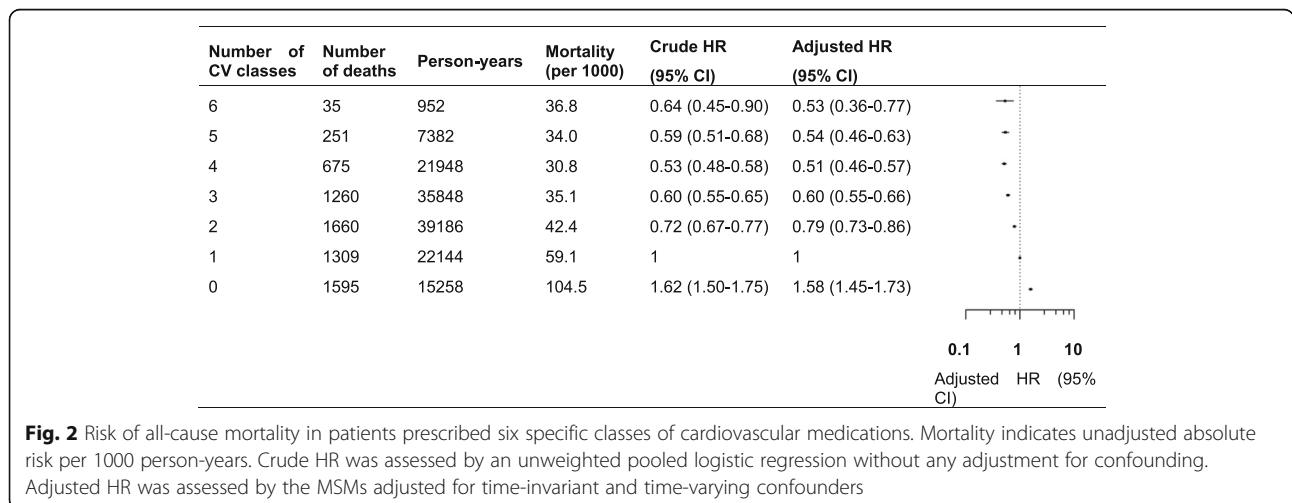 Number of CV classes Number of deaths Person-years Mortality (per 1000) Crude HR (95% CI) Adjusted HR (95% CI)
6 35 952 36.8 0.64 (0.45-0.90) 0.53 (0.36-0.77)
5 251 7382 34.0 0.59 (0.51-0.68) 0.54 (0.46-0.63)
4 675 21948 30.8 0.53 (0.48-0.58) 0.51 (0.46-0.57)
3 1260 35848 35.1 0.60 (0.55-0.65) 0.60 (0.55-0.66)
2 1660 39186 42.4 0.72 (0.67-0.77) 0.79 (0.73-0.86)
1 1309 22144 59.1 1 1
0 1595 15258 104.5 1.62 (1.50-1.75) 1.58 (1.45-1.73)
0.1 1 10
Adjusted HR (95%
CI)
Fig. 2 Risk of all-cause mortality in patients prescribed six specific classes of cardiovascular medications. Mortality indicates unadjusted absolute
risk per 1000 person-years. Crude HR was assessed by an unweighted pooled logistic regression without any adjustment for confounding.
Adjusted HR was assessed by the MSMs adjusted for time-invariant and time-varying confounders